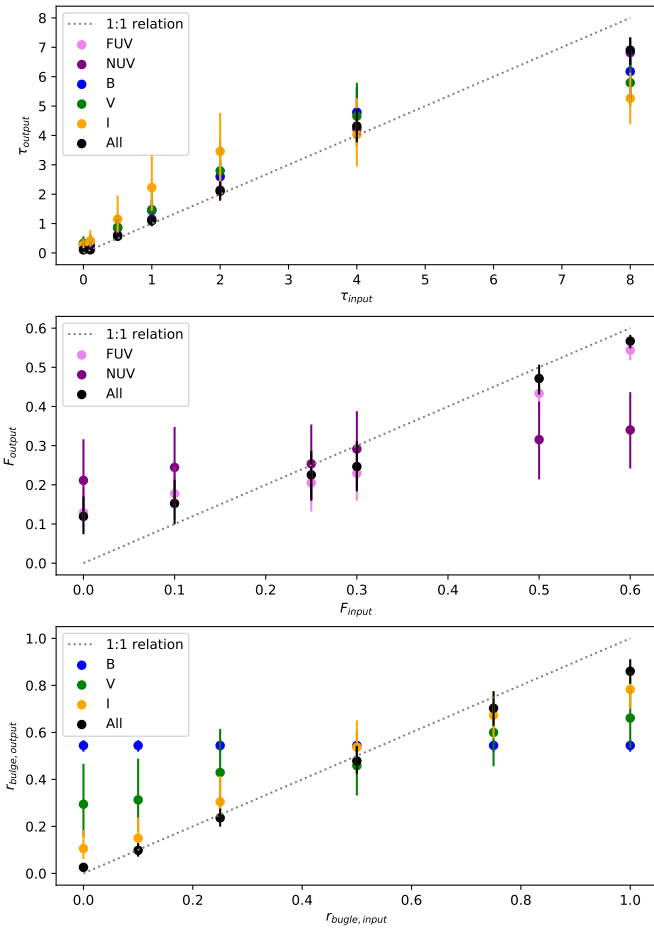 8
7
6
5
4
3
2
1
0
τ_output
1:1 relation
FUV
NUV
B
V
I
All
0 1 2 3 4 5 6 7 8
τ_input
0.6
0.5
0.4
0.3
0.2
0.1
0.0
F_output
1:1 relation
FUV
NUV
All
0.0 0.1 0.2 0.3 0.4 0.5 0.6
F_input
1.0
0.8
0.6
0.4
0.2
0.0
r_bulge, output
1:1 relation
B
V
I
All
0.0 0.2 0.4 0.6 0.8 1.0
r_bugle, input